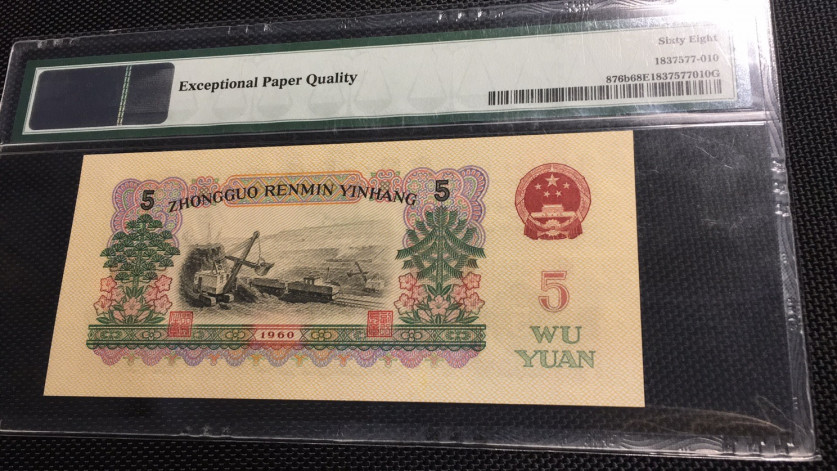 Sixty Eight
1837577-010
Exceptional Paper Quality
876b68E1837577010G
5 ZHONGGUO RENMIN YINHANG 5
1960
5
WU
YUAN